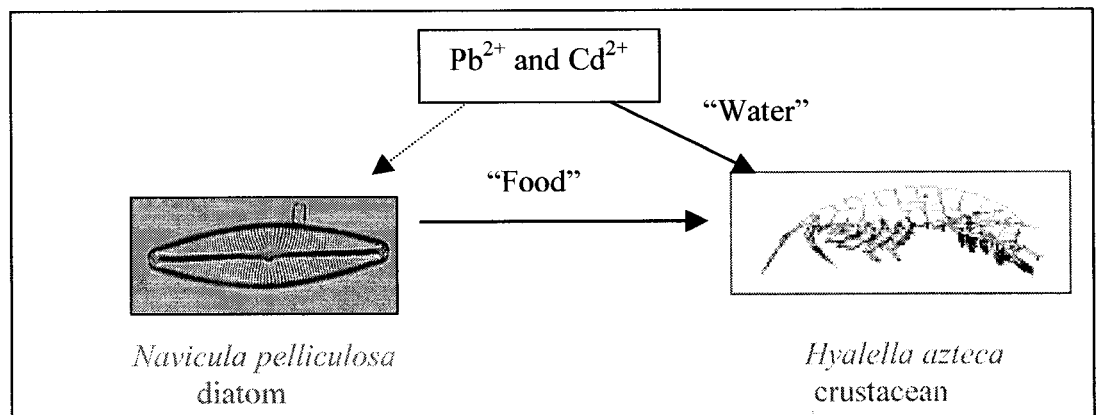 Pb²⁺ and Cd²⁺
“Water”
“Food”
Navicula pelliculosa
diatom
Hyalella azteca
crustacean